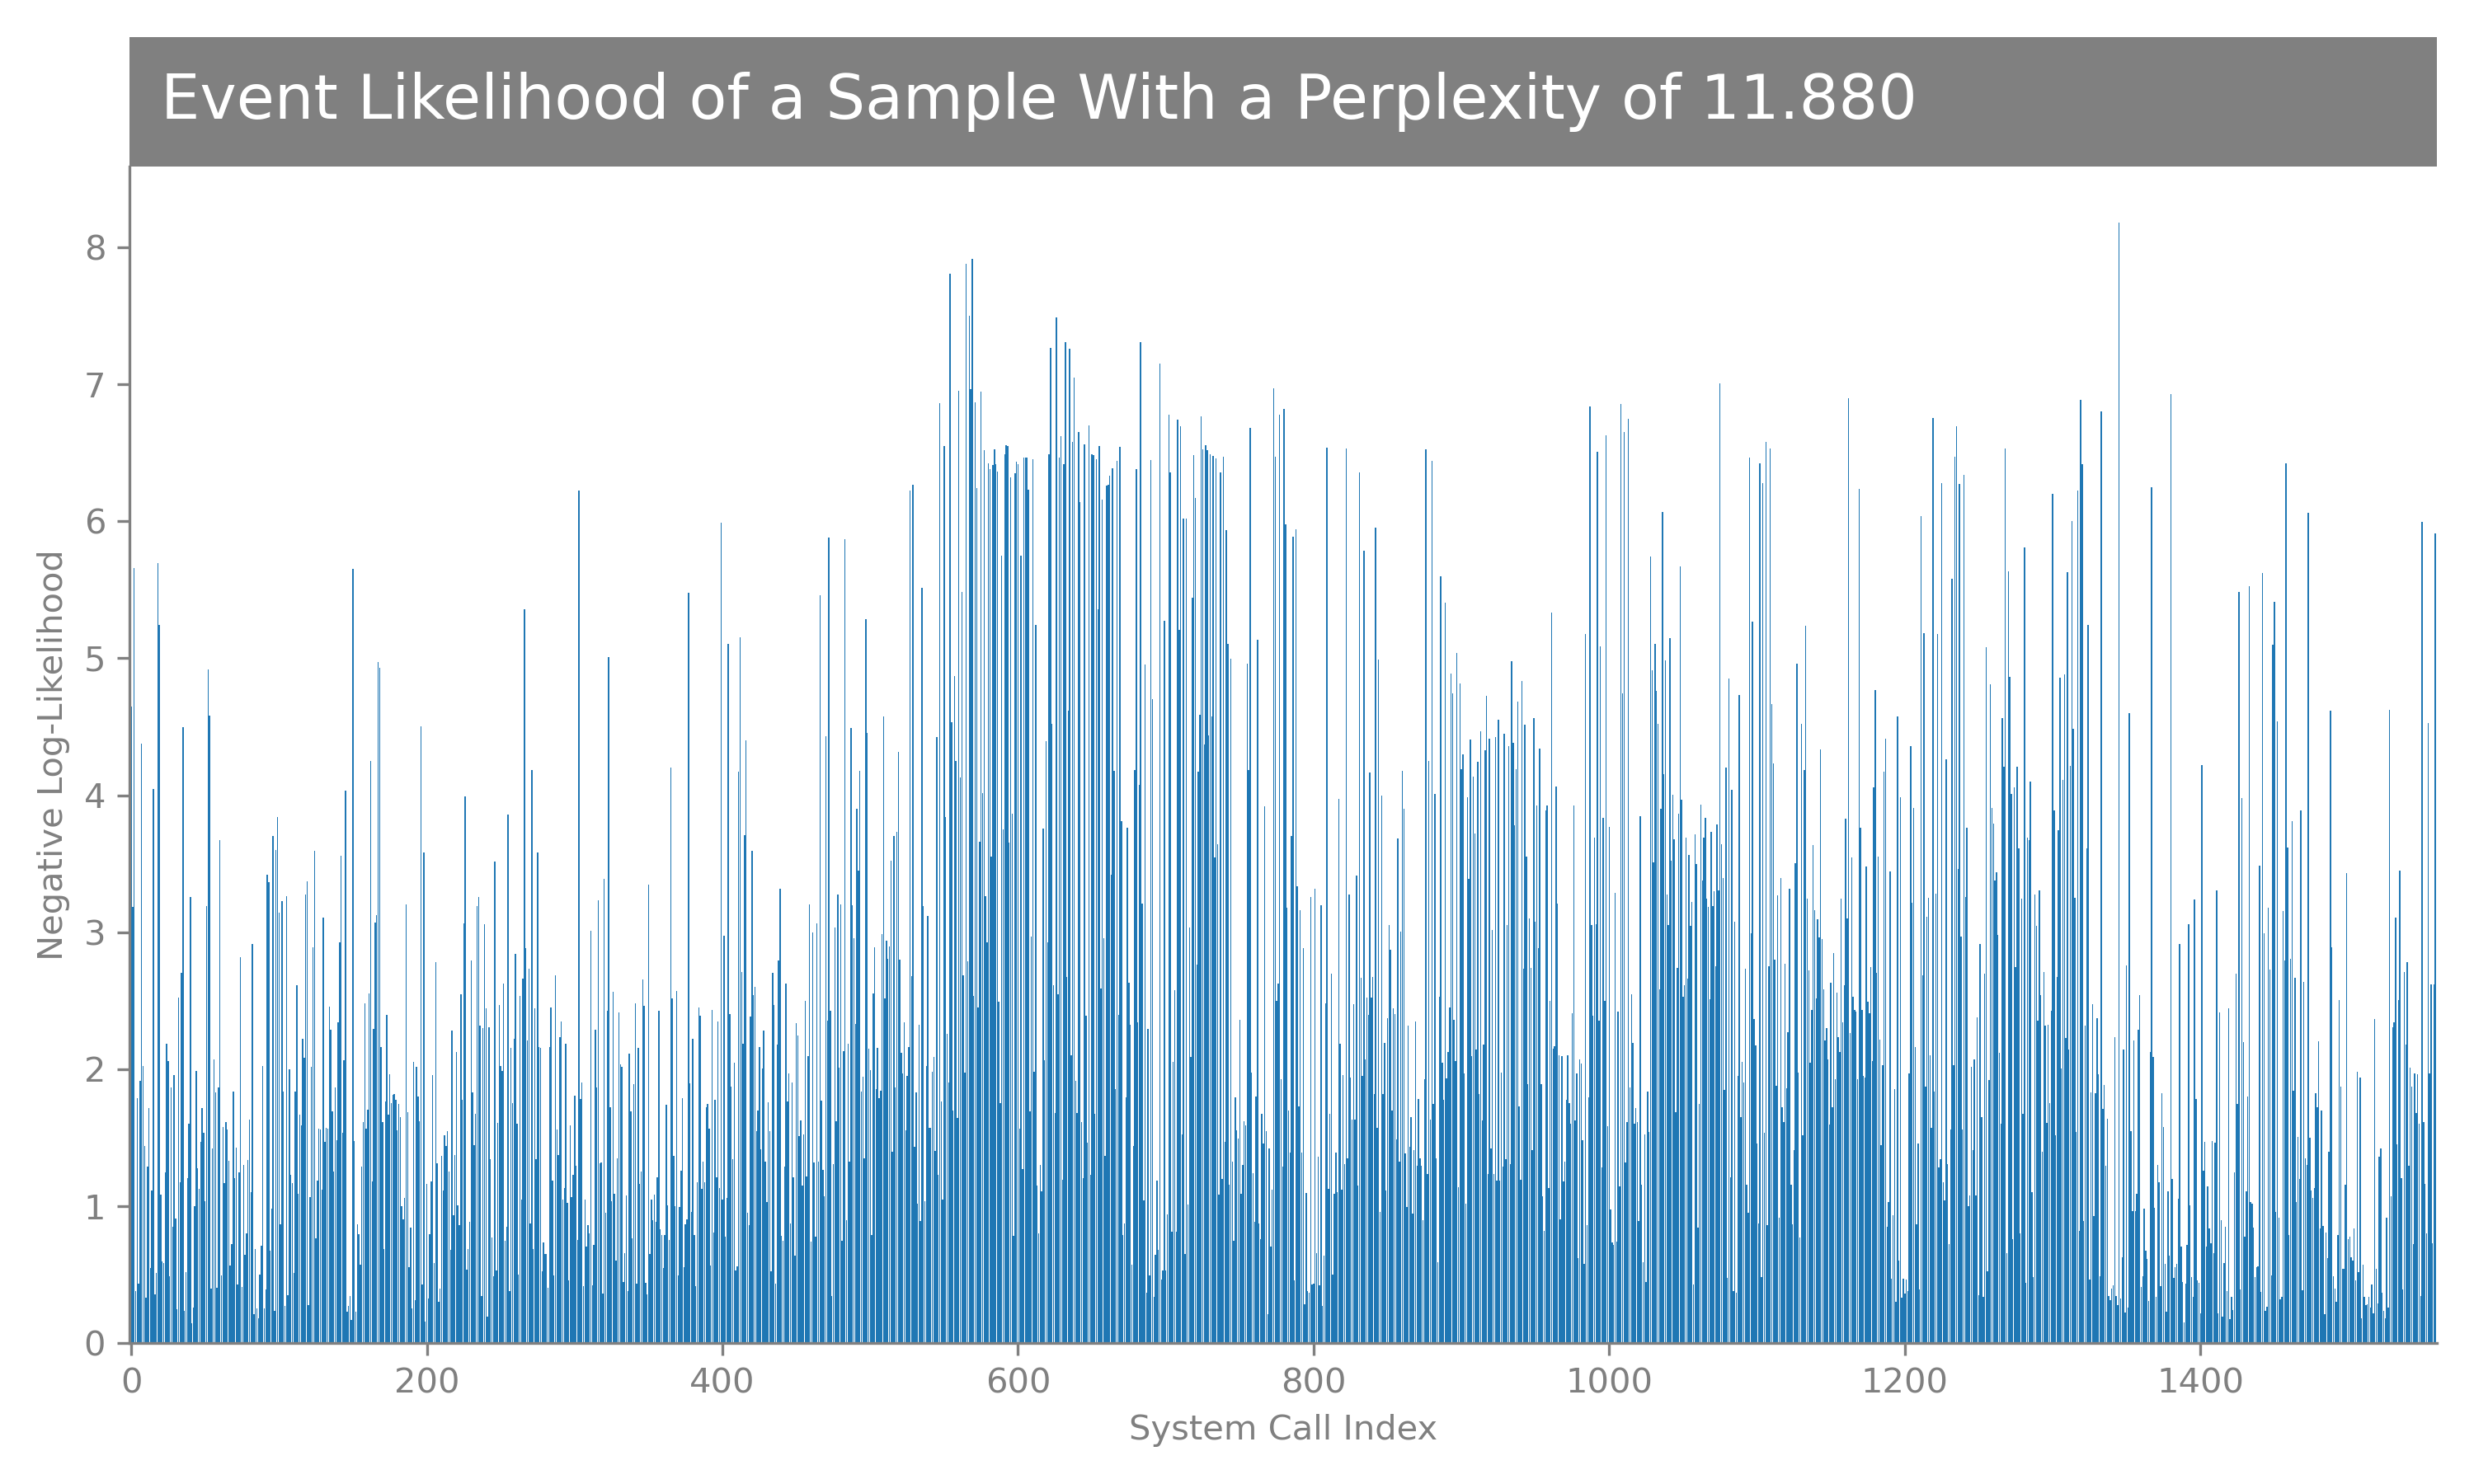 Event Likelihood of a Sample With a Perplexity of 11.880
8
7
6
5
4
3
2
1
0
Negative Log-Likelihood
0 200 400 600 800 1000 1200 1400
System Call Index